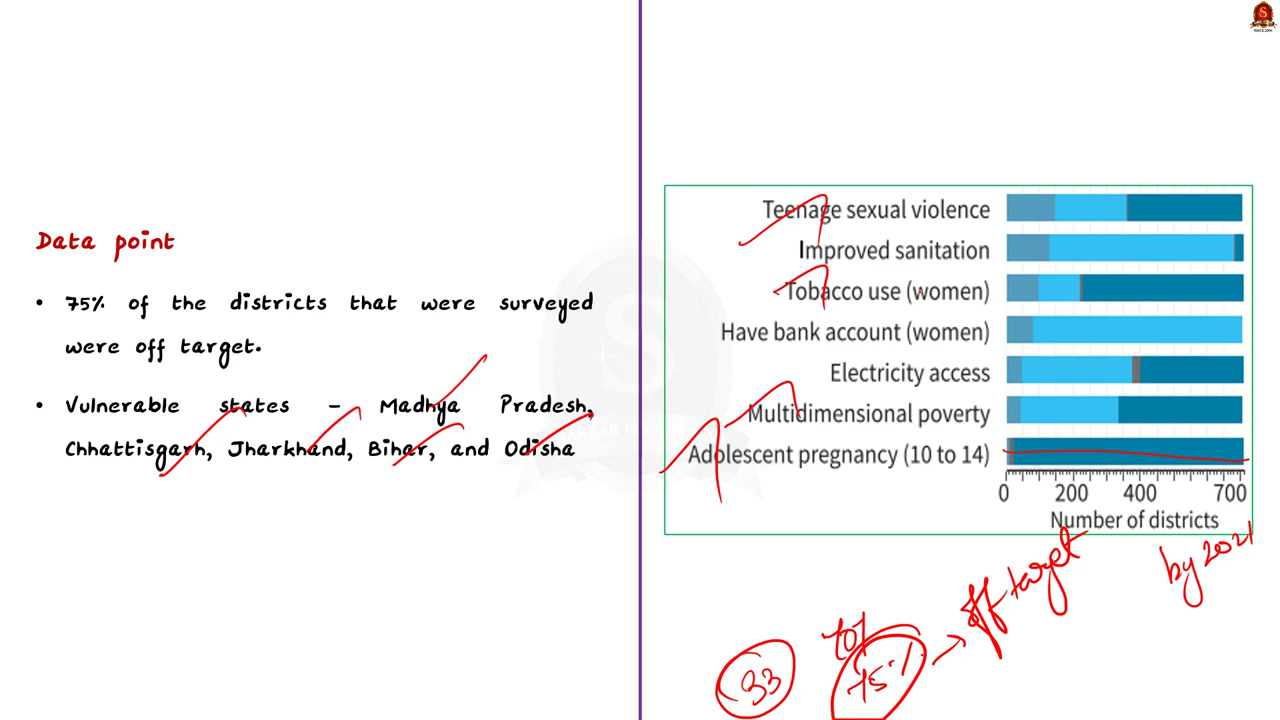 Data point
• 75% of the districts that were surveyed
were off target.
• Vulnerable states – Madhya Pradesh,
Chhattisgarh, Jharkhand, Bihar, and Odisha
Teenage sexual violence
Improved sanitation
Tobacco use (women)
Have bank account (women)
Electricity access
Multidimensional poverty
Adolescent pregnancy (10 to 14)
0 200 400 700
Number of districts
by 2021
off target
75%
33